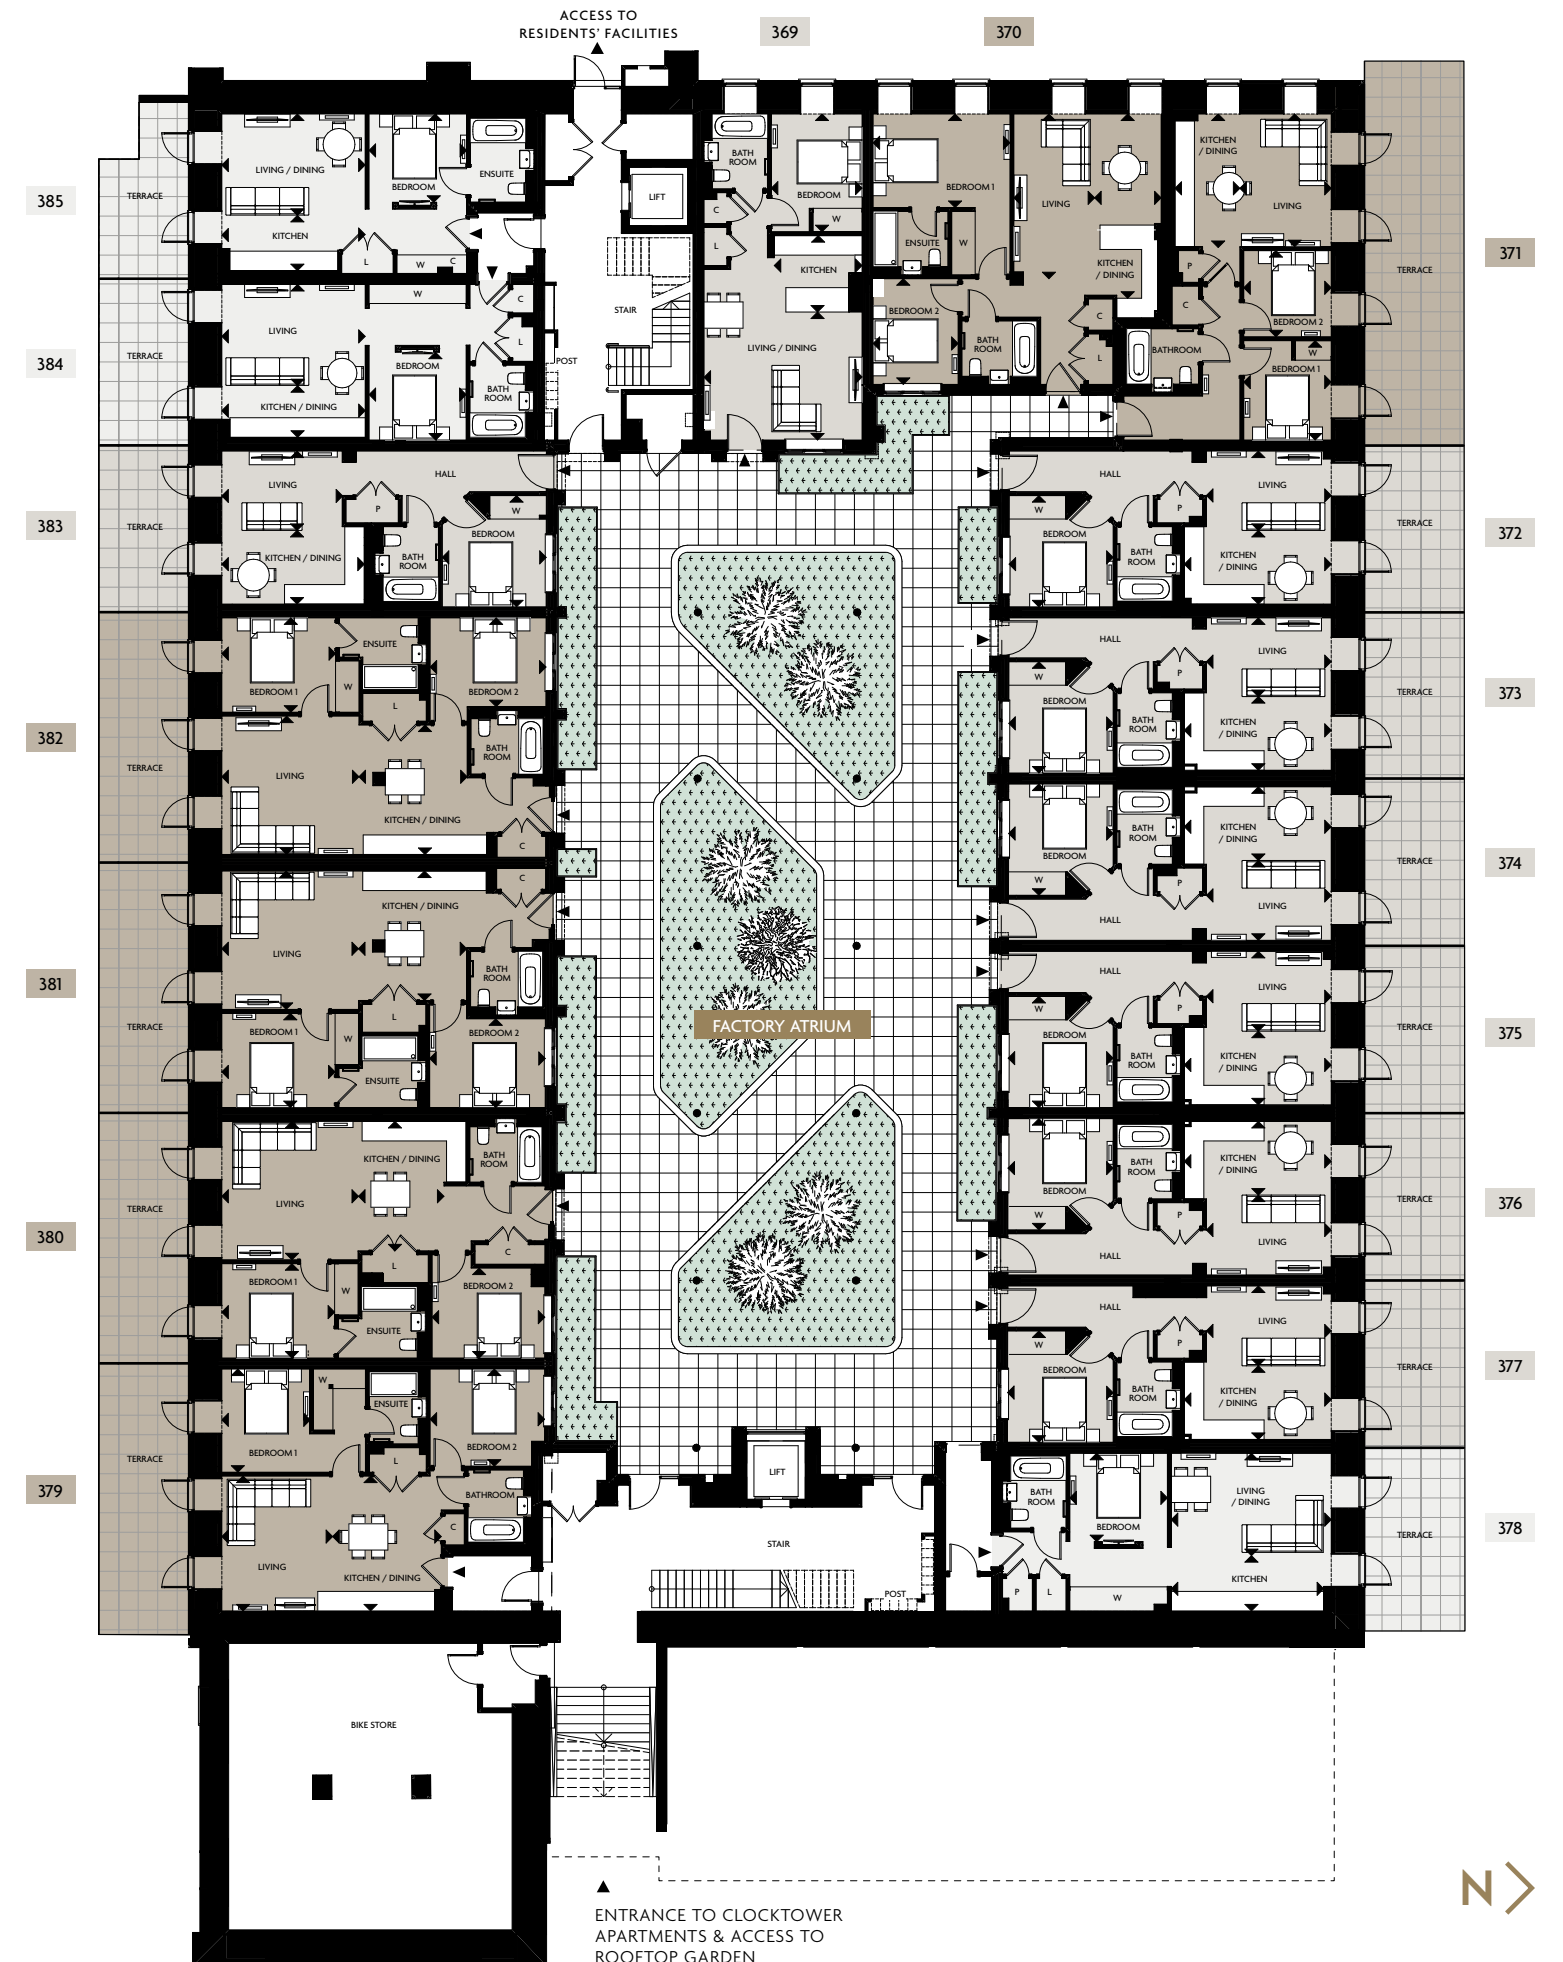 ACCESS TO
RESIDENTS' FACILITIES
369
370
385
TERRACE
LIVING / DINING
KITCHEN
BEDROOM
ENSUITE
L
W
C
LIFT
STAIR
POST
BATH
ROOM
C
L
BEDROOM
W
KITCHEN
LIVING / DINING
BEDROOM 1
ENSUITE
W
BEDROOM 2
BATH
ROOM
LIVING
KITCHEN
/ DINING
C
L
KITCHEN
/ DINING
LIVING
P
C
BEDROOM 2
BATHROOM
W
BEDROOM 1
TERRACE
371
384
TERRACE
LIVING
KITCHEN / DINING
W
BEDROOM
C
L
BATH
ROOM
383
TERRACE
LIVING
HALL
P
W
KITCHEN / DINING
BATH
ROOM
BEDROOM
HALL
W
P
LIVING
BEDROOM
BATH
ROOM
KITCHEN
/ DINING
TERRACE
372
382
TERRACE
BEDROOM 1
ENSUITE
W
L
BEDROOM 2
BATH
ROOM
LIVING
KITCHEN / DINING
C
HALL
W
P
LIVING
BEDROOM
BATH
ROOM
KITCHEN
/ DINING
TERRACE
373
BEDROOM
BATH
ROOM
KITCHEN
/ DINING
W
P
HALL
LIVING
TERRACE
374
381
TERRACE
C
KITCHEN / DINING
LIVING
BATH
ROOM
L
BEDROOM 1
W
ENSUITE
BEDROOM 2
FACTORY ATRIUM
HALL
W
P
LIVING
BEDROOM
BATH
ROOM
KITCHEN
/ DINING
TERRACE
375
380
TERRACE
KITCHEN / DINING
BATH
ROOM
LIVING
C
L
BEDROOM 1
W
ENSUITE
BEDROOM 2
BEDROOM
BATH
ROOM
KITCHEN
/ DINING
W
P
HALL
LIVING
TERRACE
376
HALL
W
P
LIVING
BEDROOM
BATH
ROOM
KITCHEN
/ DINING
TERRACE
377
379
TERRACE
W
ENSUITE
BEDROOM 1
BEDROOM 2
L
BATHROOM
C
LIVING
KITCHEN / DINING
LIFT
STAIR
POST
BATH
ROOM
BEDROOM
LIVING
/ DINING
KITCHEN
P
L
W
TERRACE
378
BIKE STORE
N
ENTRANCE TO CLOCKTOWER
APARTMENTS & ACCESS TO
ROOFTOP GARDEN